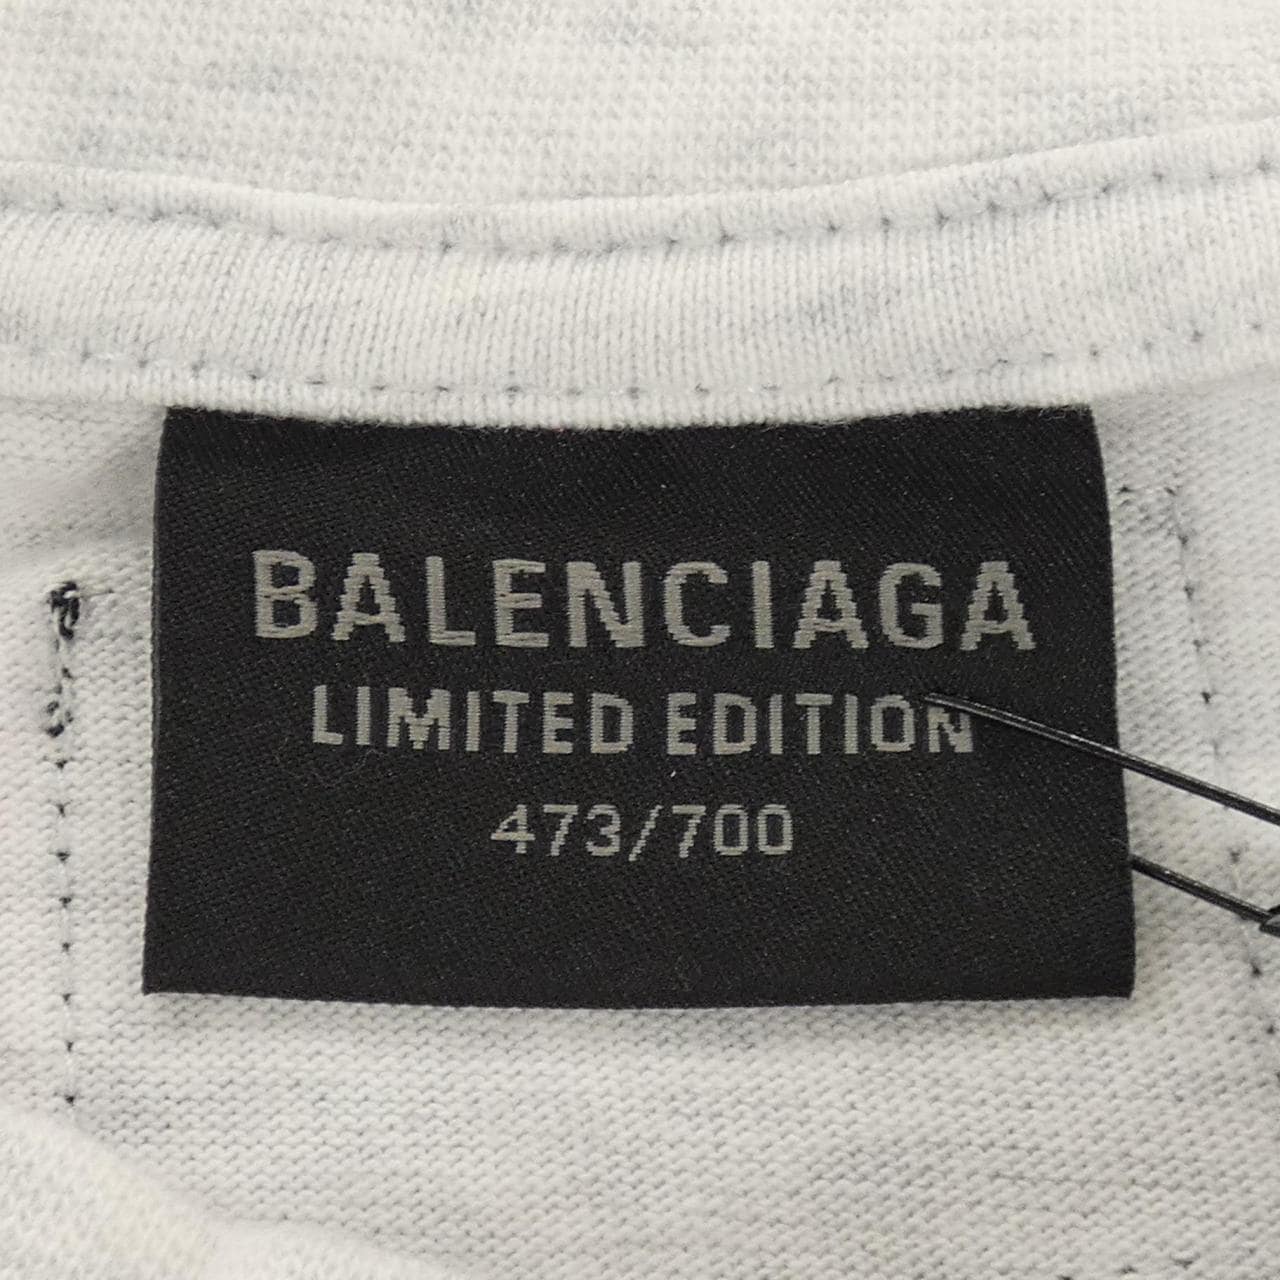 BALENCIAGA
LIMITED EDITION
473/700